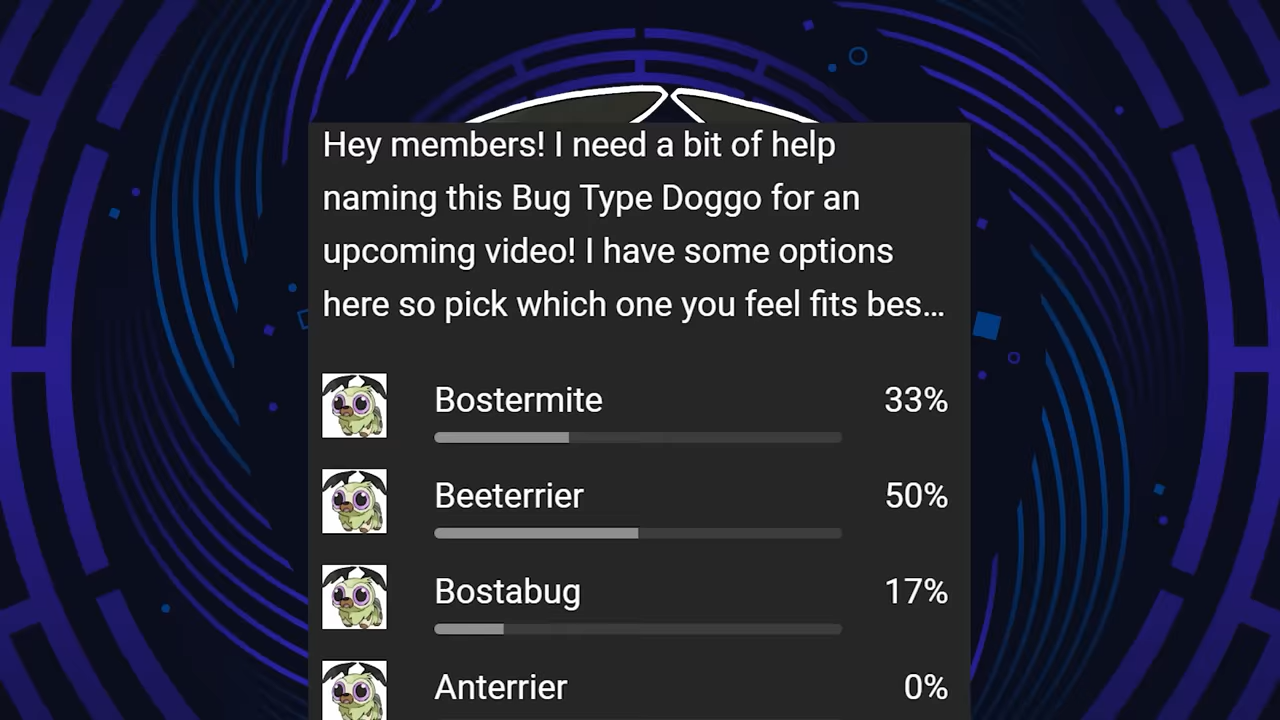 Hey members! I need a bit of help
naming this Bug Type Doggo for an
upcoming video! I have some options
here so pick which one you feel fits bes...
Bostermite 33%
Beeterrier 50%
Bostabug 17%
Anterrier 0%